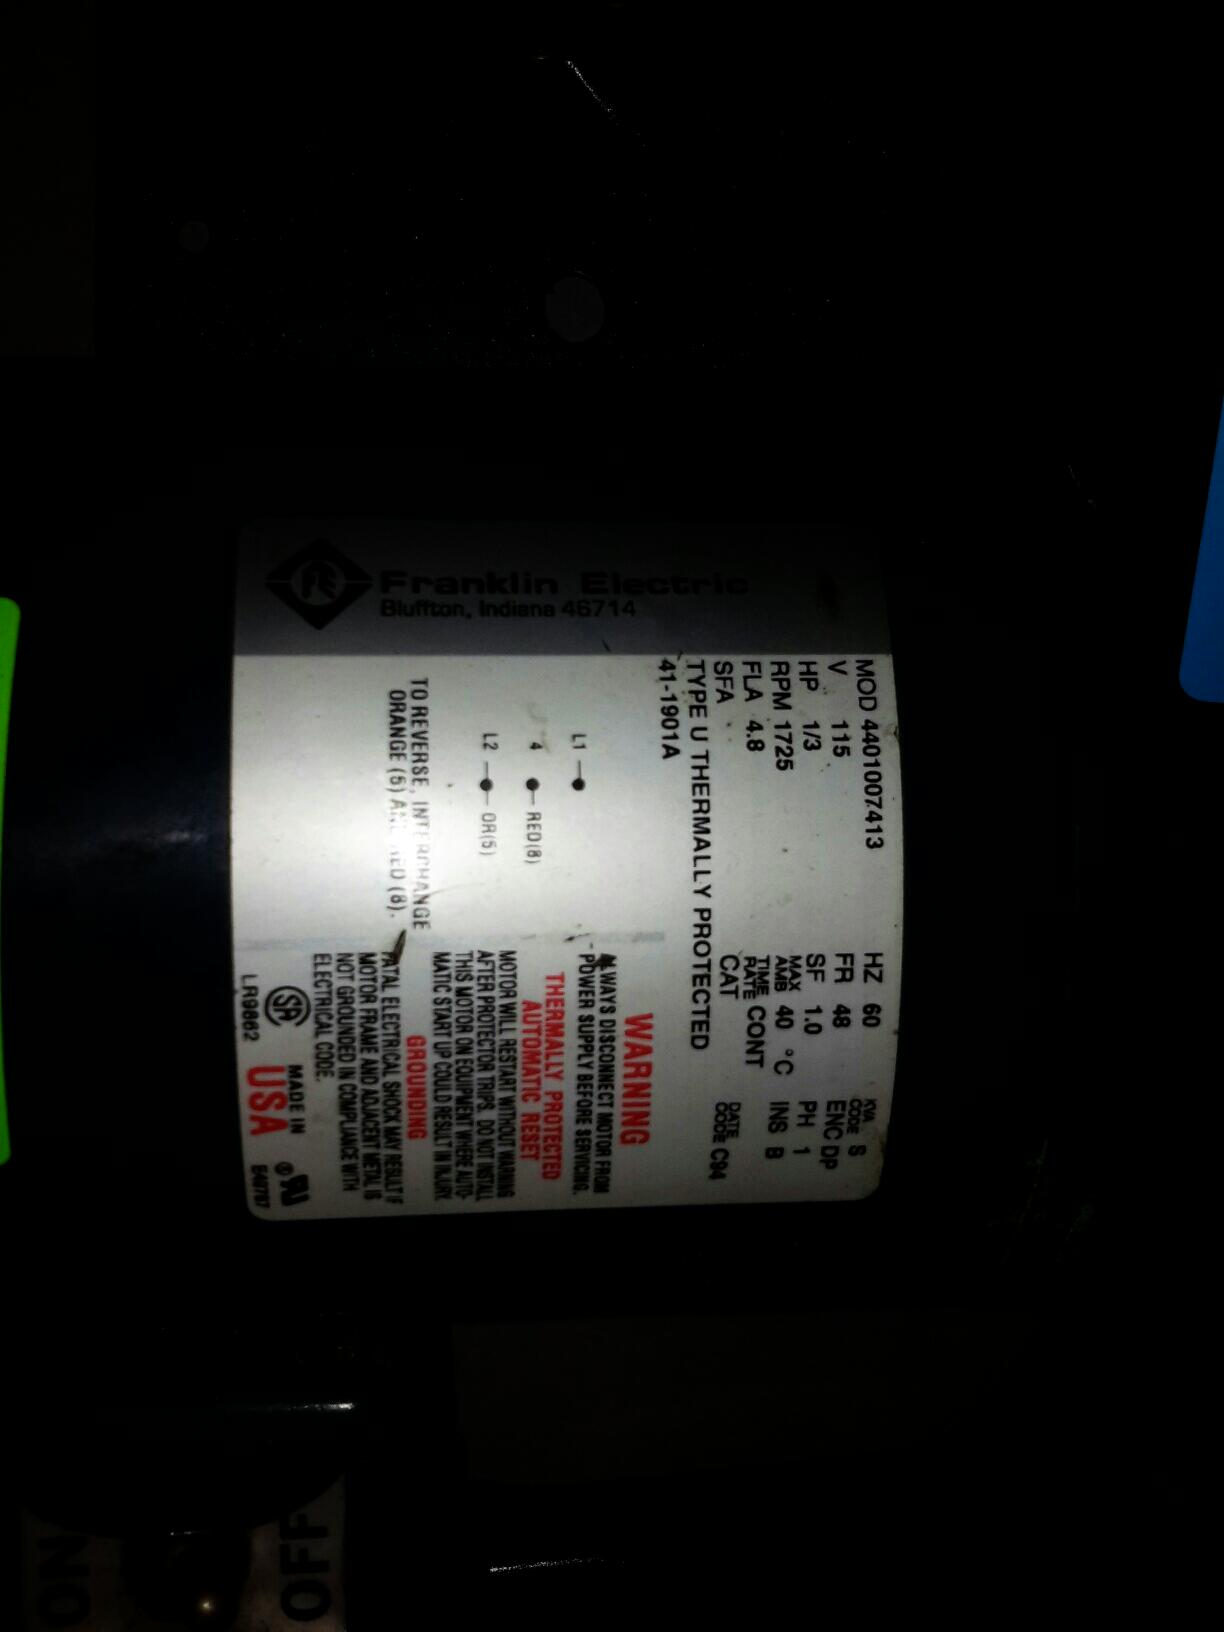 Franklin Electric
Bluffton, Indiana 46714
MOD 4401007413 HZ 60 KVA CODE S
V 115 FR 48 ENC DP
HP 1/3 SF 1.0 PH 1
RPM 1725 MAX AMB 40 °C INS B
FLA 4.8 TIME RATE CONT
SFA CAT DATE CODE C94
TYPE U THERMALLY PROTECTED
41-1901A
L1
4 RED(8)
L2 OR(5)
TO REVERSE, INTERCHANGE
ORANGE (5) AND RED (8).
WARNING
ALWAYS DISCONNECT MOTOR FROM
POWER SUPPLY BEFORE SERVICING.
THERMALLY PROTECTED
AUTOMATIC RESET
MOTOR WILL RESTART WITHOUT WARNING
AFTER PROTECTOR TRIPS. DO NOT INSTALL
THIS MOTOR ON EQUIPMENT WHERE AUTO-
MATIC START UP COULD RESULT IN INJURY.
GROUNDING
FATAL ELECTRICAL SHOCK MAY RESULT IF
MOTOR FRAME AND ADJACENT METAL IS
NOT GROUNDED IN COMPLIANCE WITH
ELECTRICAL CODE.
SA
LR9862
MADE IN
USA
E48787
ON
OFF